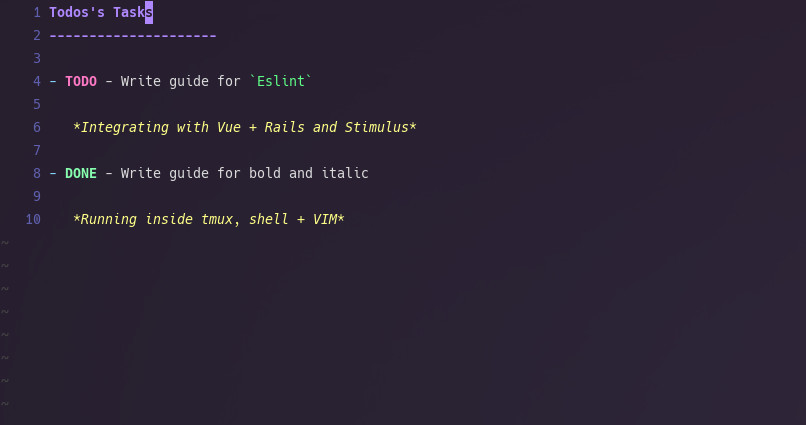 1 Todos's Tasks
2 ---------------------
3
4 - TODO - Write guide for `Eslint`
5
6 *Integrating with Vue + Rails and Stimulus*
7
8 - DONE - Write guide for bold and italic
9
10 *Running inside tmux, shell + VIM*
~
~
~
~
~
~
~
~